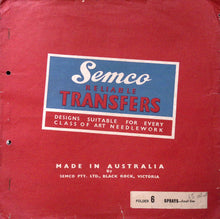 Semco
RELIABLE
TRANSFERS
DESIGNS SUITABLE FOR EVERY
CLASS OF ART NEEDLEWORK
MADE IN AUSTRALIA
by
SEMCO PTY. LTD., BLACK ROCK, VICTORIA
FOLDER 6 SPRAYS—